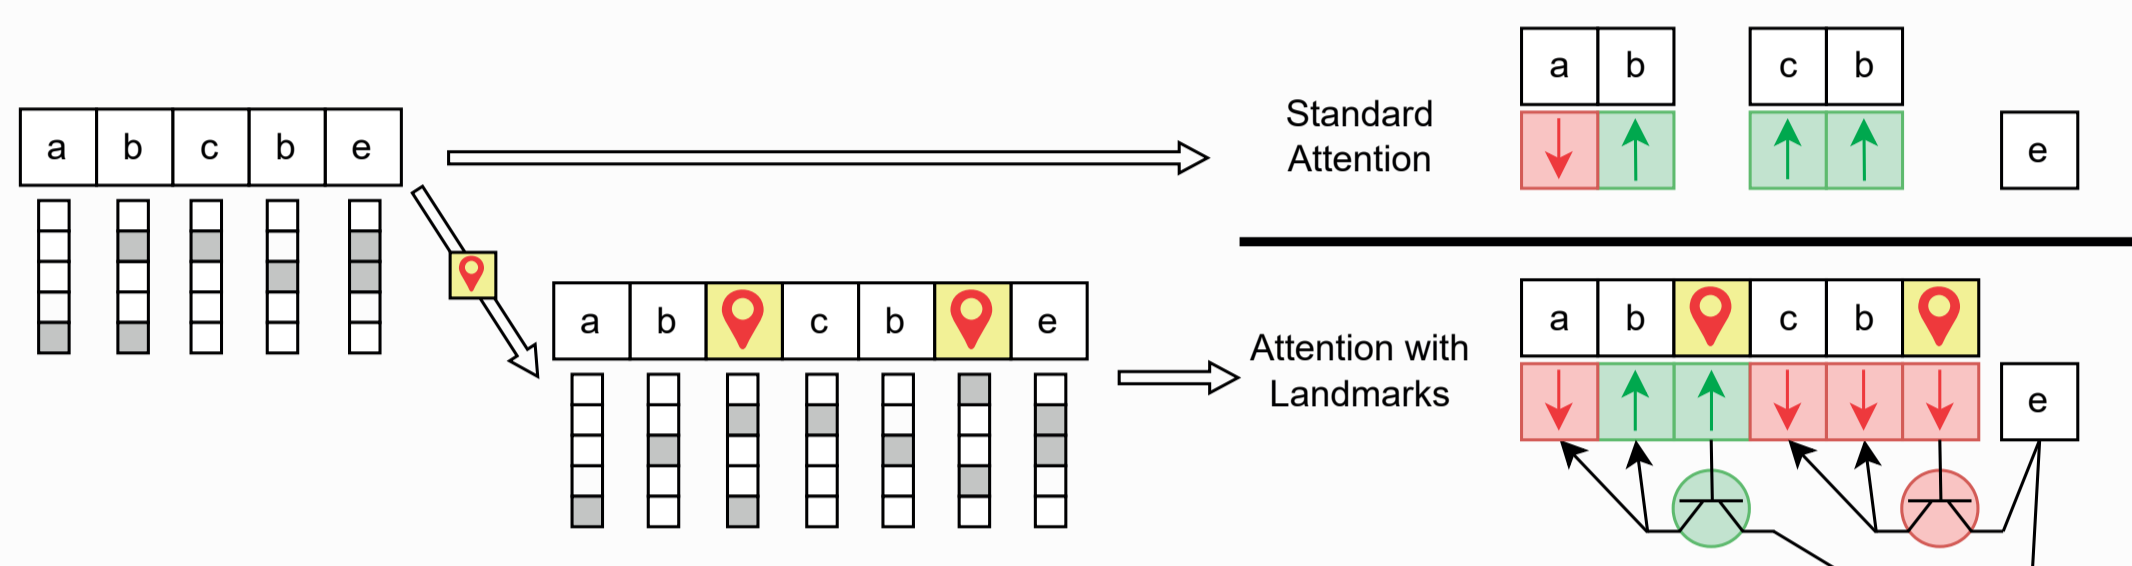 a b c b e
Standard
Attention
a b
c b
e
a b c b e
Attention with
Landmarks
a b c b
e